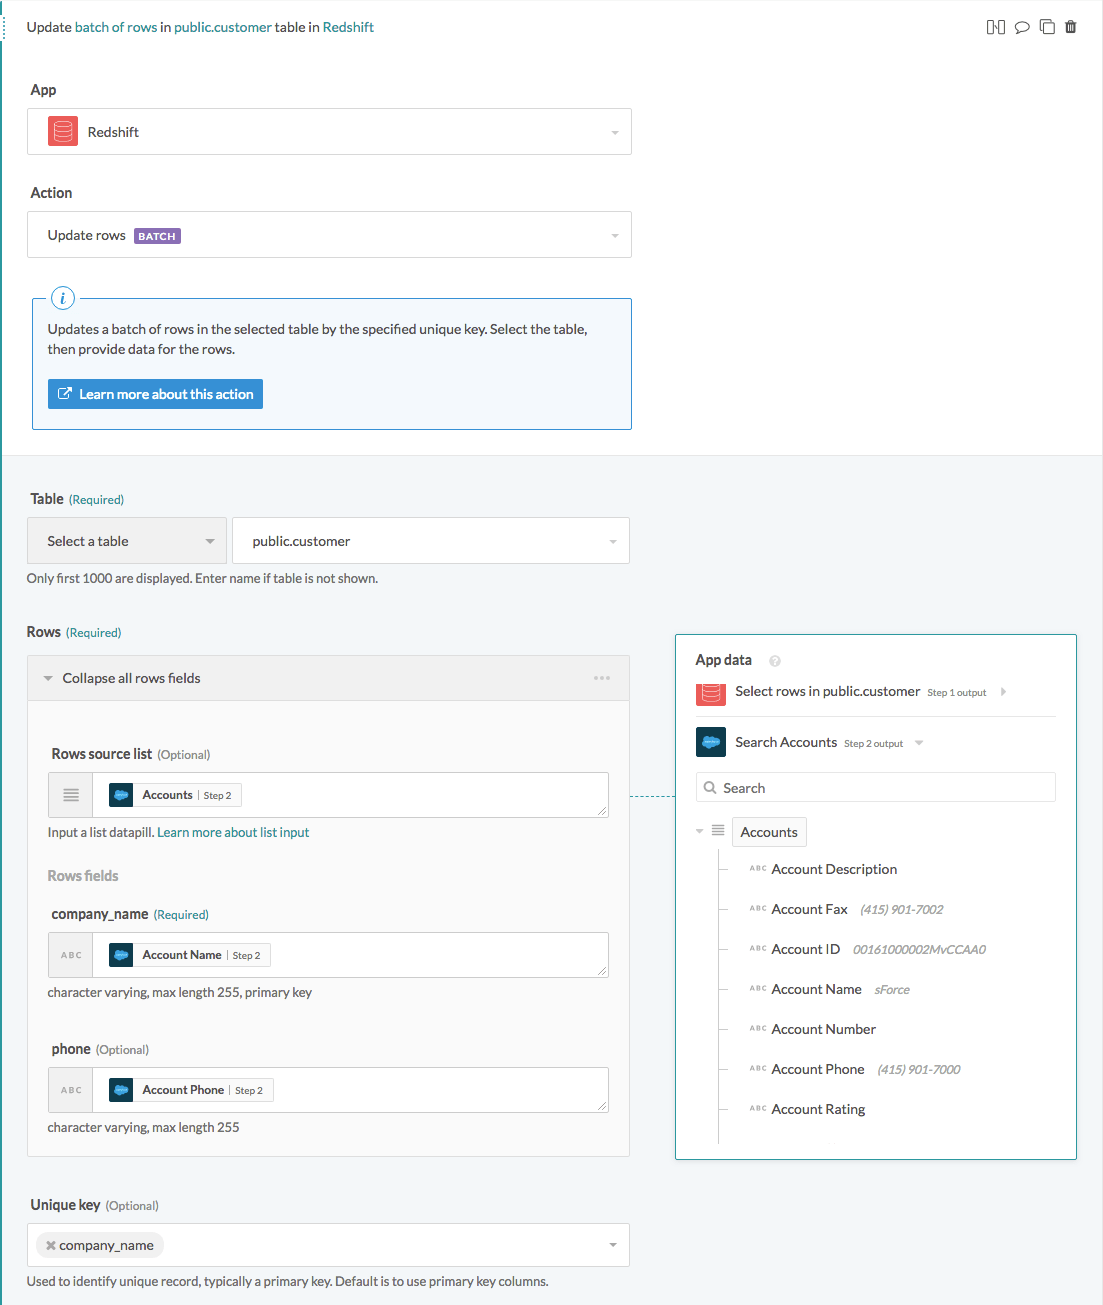 Update batch of rows in public.customer table in Redshift
App
Redshift
Action
Update rows BATCH
i
Updates a batch of rows in the selected table by the specified unique key. Select the table,
then provide data for the rows.
Learn more about this action
Table (Required)
Select a table
public.customer
Only first 1000 are displayed. Enter name if table is not shown.
Rows (Required)
Collapse all rows fields
Rows source list (Optional)
Accounts | Step 2
Input a list datapill. Learn more about list input
Rows fields
company_name (Required)
ABC
Account Name | Step 2
character varying, max length 255, primary key
phone (Optional)
ABC
Account Phone | Step 2
character varying, max length 255
App data ?
Select rows in public.customer Step 1 output
Search Accounts Step 2 output
Search
Accounts
ABC Account Description
ABC Account Fax (415) 901-7002
ABC Account ID 00161000002MvCCAA0
ABC Account Name sForce
ABC Account Number
ABC Account Phone (415) 901-7000
ABC Account Rating
Unique key (Optional)
company_name
Used to identify unique record, typically a primary key. Default is to use primary key columns.